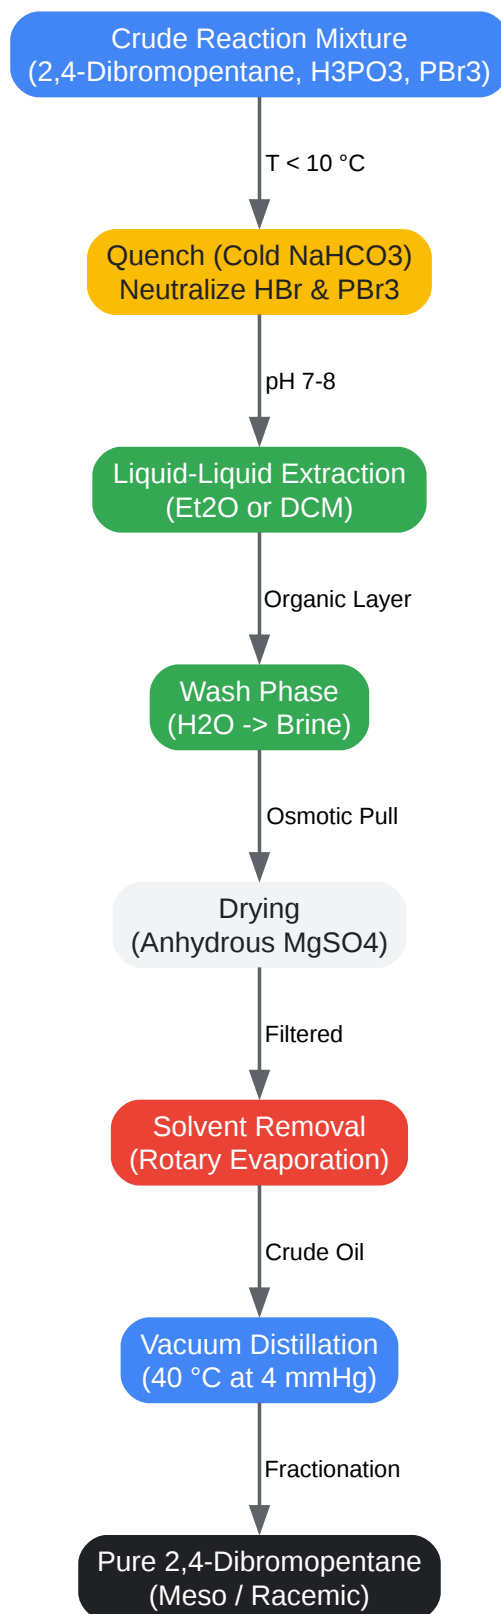 Crude Reaction Mixture
(2,4-Dibromopentane, H3PO3, PBr3)
T < 10 °C
Quench (Cold NaHCO3)
Neutralize HBr & PBr3
pH 7-8
Liquid-Liquid Extraction
(Et2O or DCM)
Organic Layer
Wash Phase
(H2O -> Brine)
Osmotic Pull
Drying
(Anhydrous MgSO4)
Filtered
Solvent Removal
(Rotary Evaporation)
Crude Oil
Vacuum Distillation
(40 °C at 4 mmHg)
Fractionation
Pure 2,4-Dibromopentane
(Meso / Racemic)